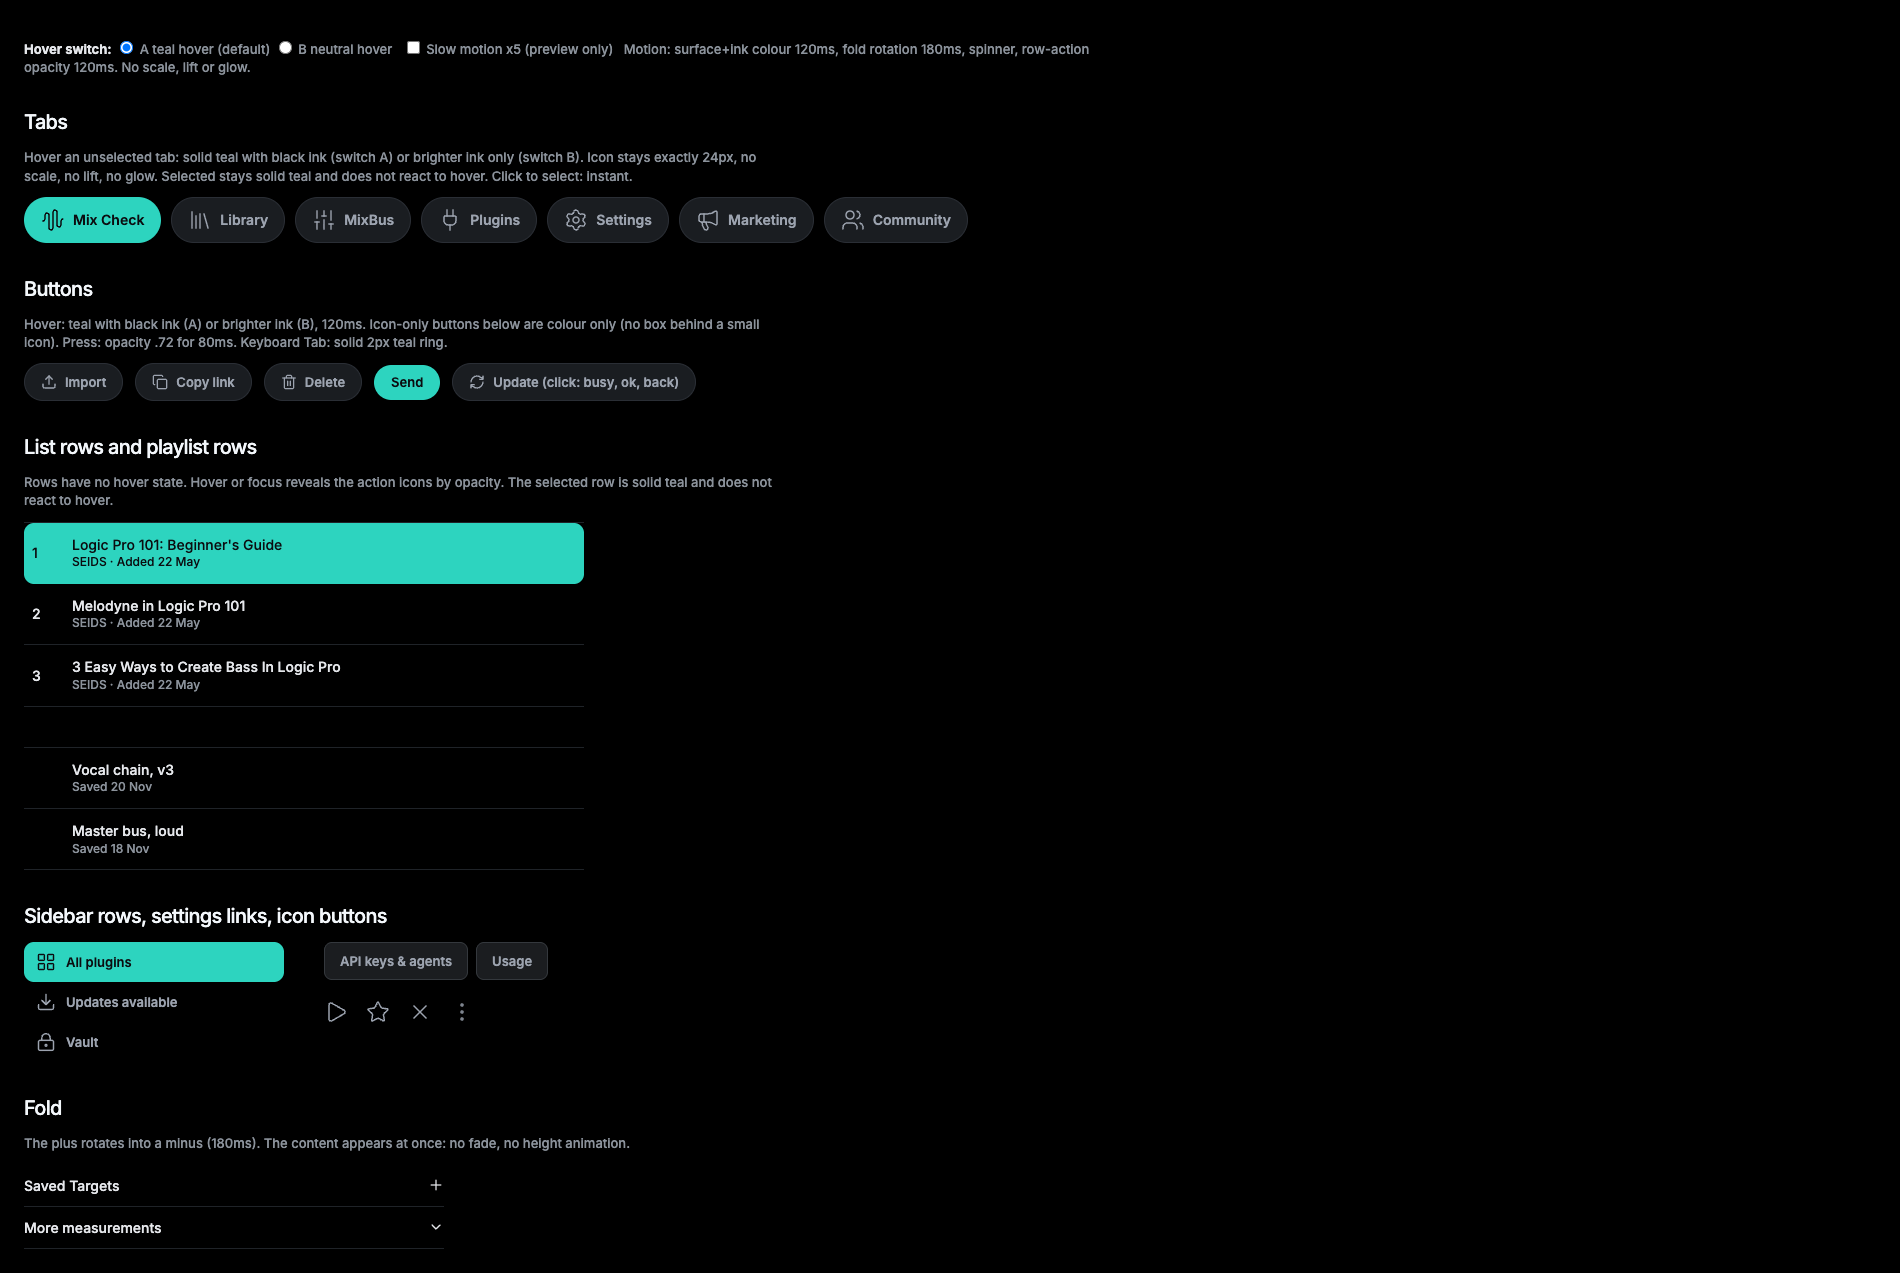 Hover switch: A teal hover (default) B neutral hover Slow motion x5 (preview only) Motion: surface+ink colour 120ms, fold rotation 180ms, spinner, row-action
opacity 120ms. No scale, lift or glow.
Tabs
Hover an unselected tab: solid teal with black ink (switch A) or brighter ink only (switch B). Icon stays exactly 24px, no
scale, no lift, no glow. Selected stays solid teal and does not react to hover. Click to select: instant.
Mix Check Library MixBus Plugins Settings Marketing Community
Buttons
Hover: teal with black ink (A) or brighter ink (B), 120ms. Icon-only buttons below are colour only (no box behind a small
icon). Press: opacity .72 for 80ms. Keyboard Tab: solid 2px teal ring.
Import Copy link Delete Send Update (click: busy, ok, back)
List rows and playlist rows
Rows have no hover state. Hover or focus reveals the action icons by opacity. The selected row is solid teal and does not
react to hover.
1 Logic Pro 101: Beginner's Guide
SEIDS · Added 22 May
2 Melodyne in Logic Pro 101
SEIDS · Added 22 May
3 3 Easy Ways to Create Bass In Logic Pro
SEIDS · Added 22 May
Vocal chain, v3
Saved 20 Nov
Master bus, loud
Saved 18 Nov
Sidebar rows, settings links, icon buttons
All plugins API keys & agents Usage
Updates available
Vault
Fold
The plus rotates into a minus (180ms). The content appears at once: no fade, no height animation.
Saved Targets
More measurements